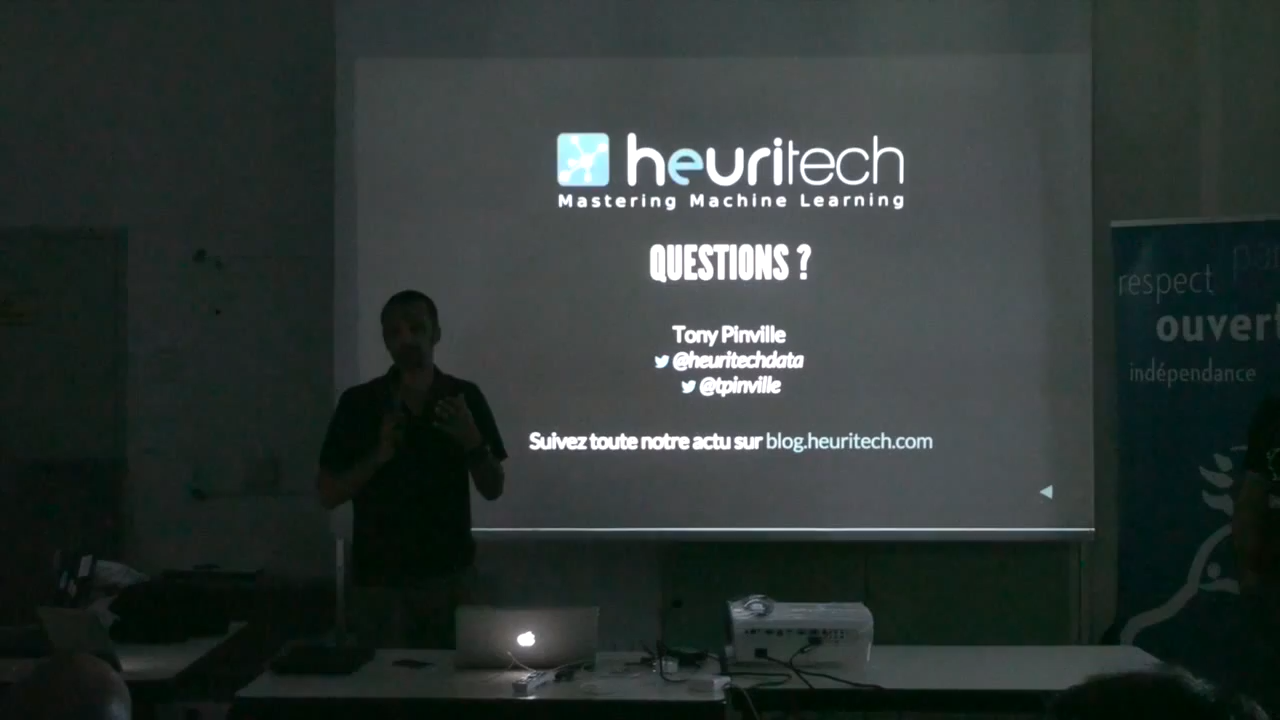 heuritech
Mastering Machine Learning
QUESTIONS ?
Tony Pinville
@heuritechdata
@tpinville
Suivez toute notre actu sur blog.heuritech.com
respect
ouvert
indépendance